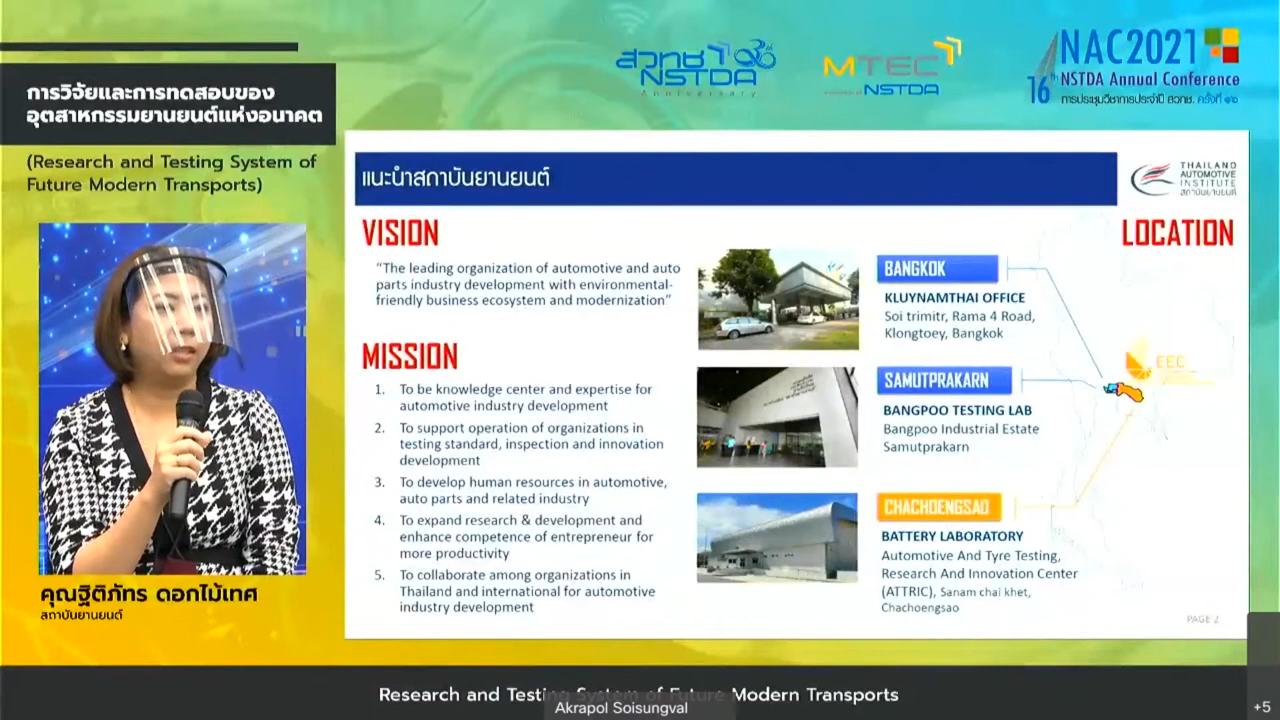 สวทช
NSTDA
Anniversary
MTEC
NSTDA
NAC2021
16th NSTDA Annual Conference
การประชุมวิชาการประจำปี สวทช. ครั้งที่ ๑๖
การวิจัยและการทดสอบของ
อุตสาหกรรมยานยนต์แห่งอนาคต
(Research and Testing System of
Future Modern Transports)
คุณฐิติภัทร ดอกไม้เทศ
สถาบันยานยนต์
แนะนำสถาบันยานยนต์
THAILAND
AUTOMOTIVE
INSTITUTE
สถาบันยานยนต์
VISION
“The leading organization of automotive and auto
parts industry development with environmental-
friendly business ecosystem and modernization”
MISSION
1. To be knowledge center and expertise for
automotive industry development
2. To support operation of organizations in
testing standard, inspection and innovation
development
3. To develop human resources in automotive,
auto parts and related industry
4. To expand research & development and
enhance competence of entrepreneur for
more productivity
5. To collaborate among organizations in
Thailand and international for automotive
industry development
LOCATION
BANGKOK
KLUYNAMTHAI OFFICE
Soi trimitr, Rama 4 Road,
Klongtoey, Bangkok
EEC
SAMUTPRAKARN
BANGPOO TESTING LAB
Bangpoo Industrial Estate
Samutprakarn
CHACHOENGSAO
BATTERY LABORATORY
Automotive And Tyre Testing,
Research And Innovation Center
(ATTRIC), Sanam chai khet,
Chachoengsao
PAGE 2
Research and Testing System of Future Modern Transports
Akrapol Soisungval
+5